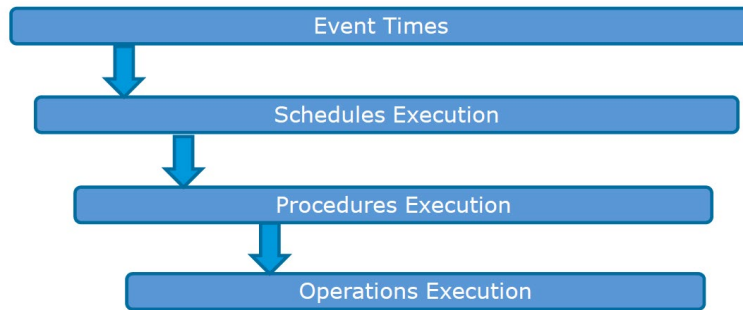 Event Times
Schedules Execution
Procedures Execution
Operations Execution